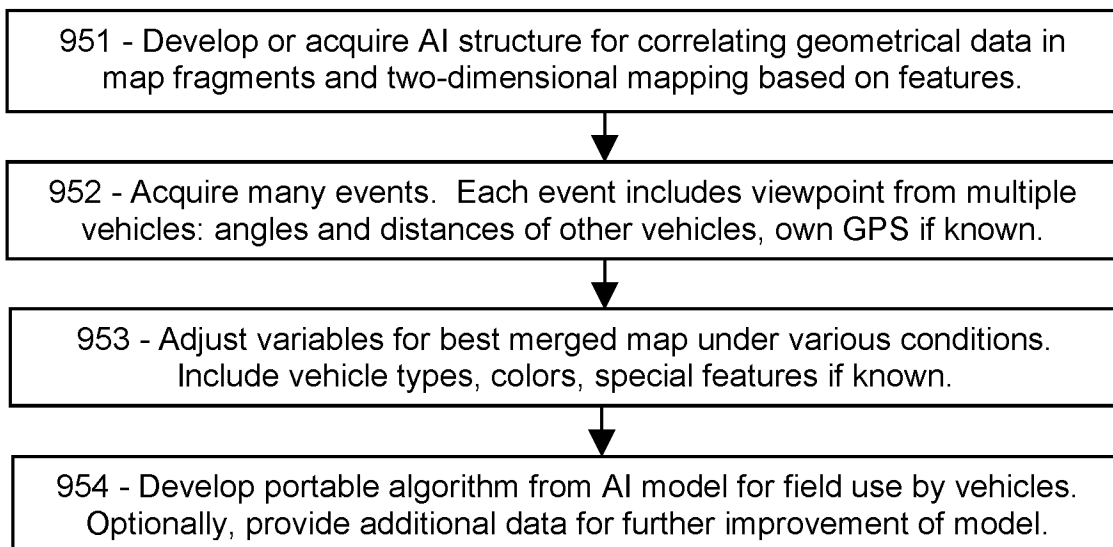 951 - Develop or acquire AI structure for correlating geometrical data in
map fragments and two-dimensional mapping based on features.
952 - Acquire many events.  Each event includes viewpoint from multiple
vehicles: angles and distances of other vehicles, own GPS if known.
953 - Adjust variables for best merged map under various conditions.
Include vehicle types, colors, special features if known.
954 - Develop portable algorithm from AI model for field use by vehicles.
Optionally, provide additional data for further improvement of model.